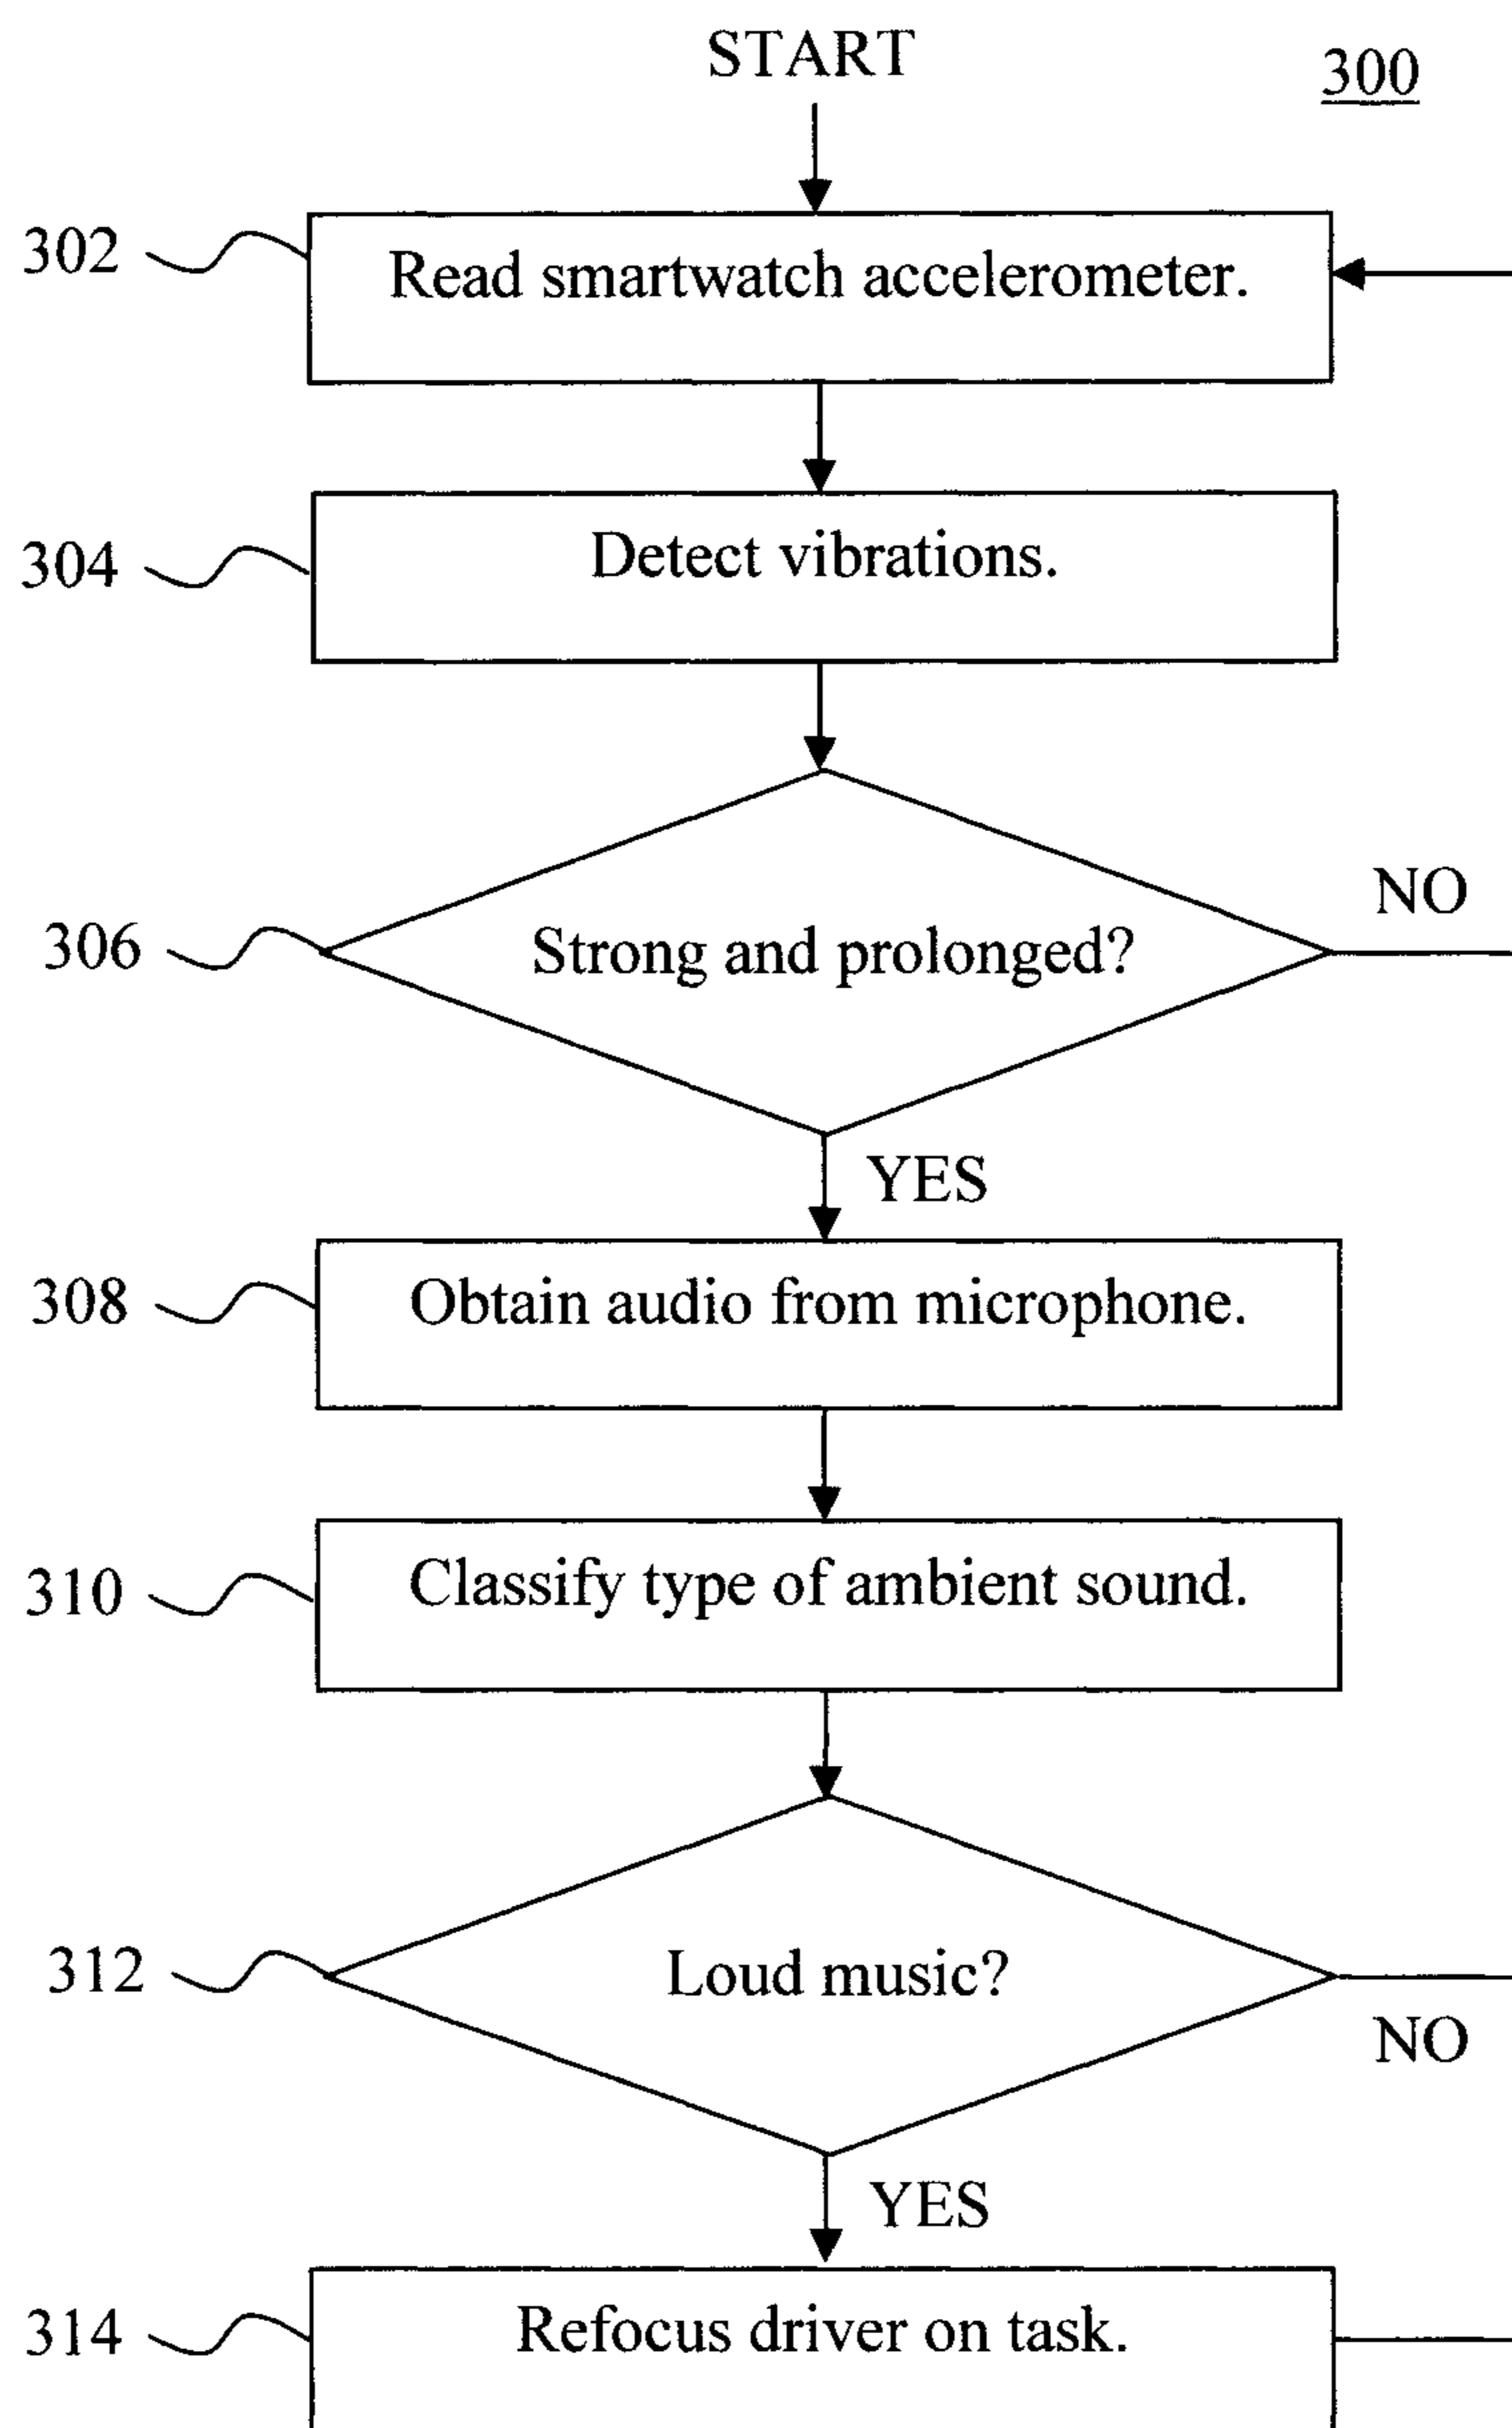 START
300
302
Read smartwatch accelerometer.
304
Detect vibrations.
NO
306
Strong and prolonged?
YES
308
Obtain audio from microphone.
310
Classify type of ambient sound.
312
Loud music?
NO
YES
314
Refocus driver on task.